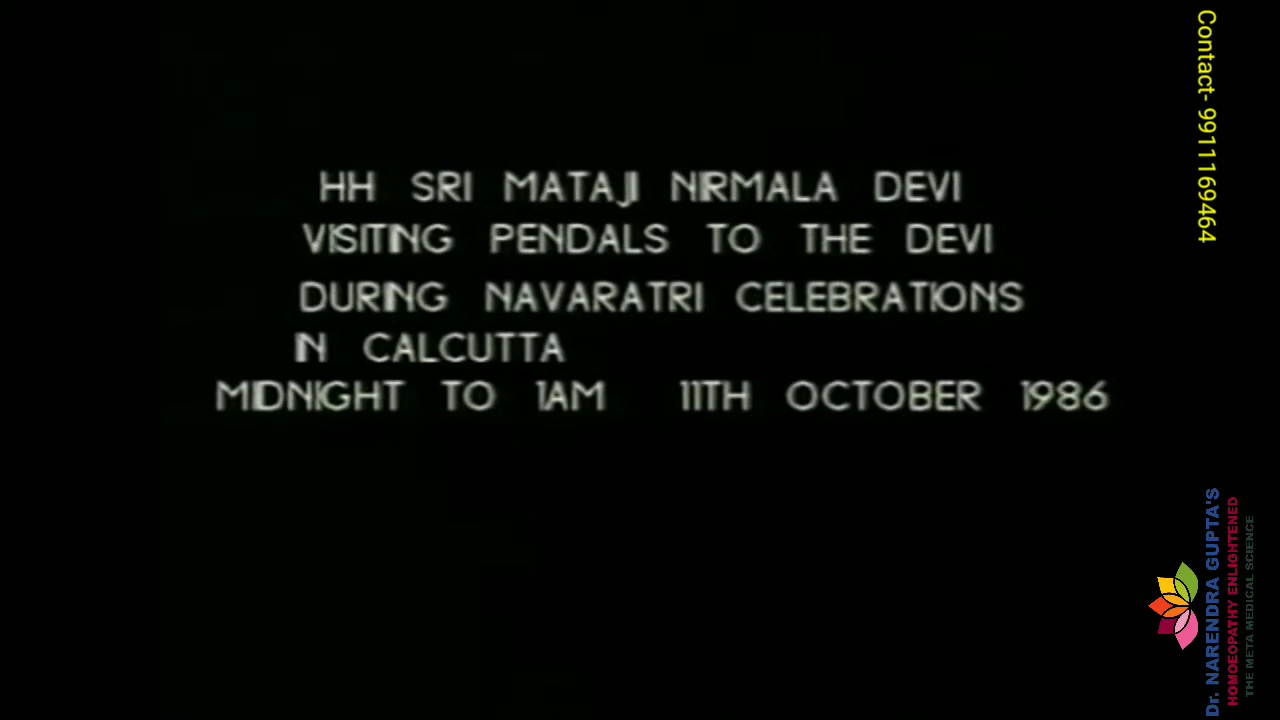 HH SRI MATAJI NIRMALA DEVI
VISITING PENDALS TO THE DEVI
DURING NAVARATRI CELEBRATIONS
IN CALCUTTA
MIDNIGHT TO 1AM 11TH OCTOBER 1986
Contact- 9911169464
Dr. NARENDRA GUPTA'S
HOMOEOPATHY ENLIGHTENED
THE META MEDICAL SCIENCE